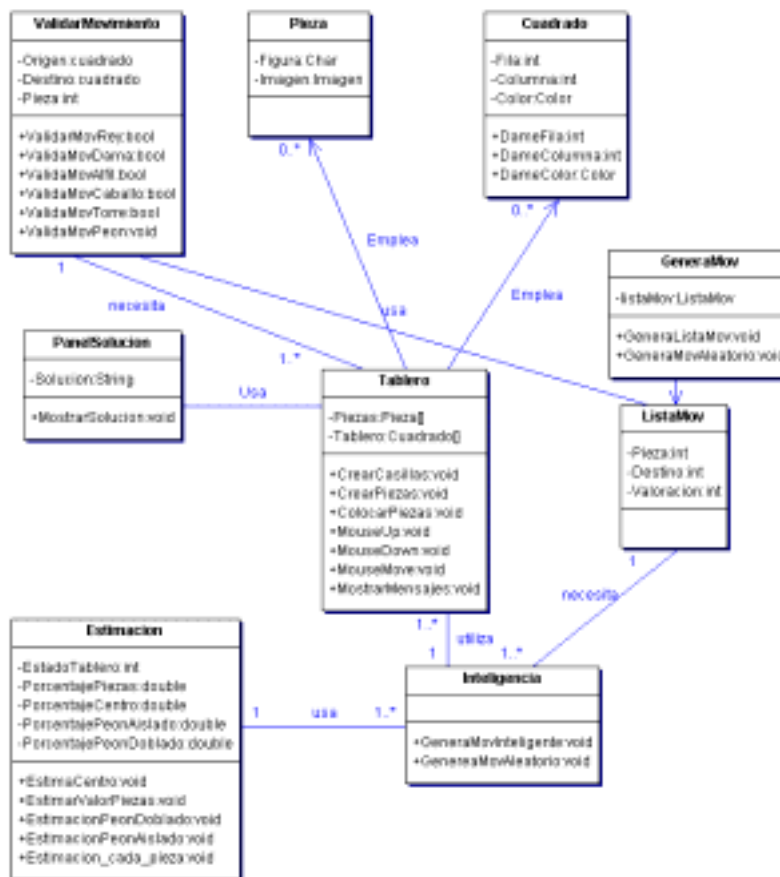 ValidarMovimiento
-Origen:cuadrado
-Destino:cuadrado
-Pieza:int
+ValidarMovRey:bool
+ValidaMovDama:bool
+ValidaMovAlfil:bool
+ValidaMovCaballo:bool
+ValidaMovTorre:bool
+ValidaMovPeon:void
Pieza
-Figura:Char
-Imagen:Imagen
Cuadrado
-Fila:int
-Columna:int
-Color:Color
+DameFila:int
+DameColumna:int
+DameColor:Color
0..*
0..*
Emplea
Emplea
1
necesita
1..*
usa
GeneraMov
-listaMov:ListaMov
+GeneraListaMov:void
+GeneraMovAleatorio:void
PanelSolucion
-Solucion:String
+MostrarSolucion:void
Usa
Tablero
-Piezas:Pieza[]
-Tablero:Cuadrado[]
+CrearCasillas:void
+CrearPiezas:void
+ColocarPiezas:void
+MouseUp:void
+MouseDown:void
+MouseMove:void
+MostrarMensajes:void
ListaMov
-Pieza:int
-Destino:int
-Valoracion:int
1
necesita
1..*
1..*
utiliza
1
Estimacion
-EstadoTablero:int
-PorcentajePiezas:double
-PorcentajeCentro:double
-PorcentajePeonAislado:double
-PorcentajePeonDoblado:double
+EstimaCentro:void
+EstimarValorPiezas:void
+EstimacionPeonDoblado:void
+EstimacionPeonAislado:void
+Estimacion_cada_pieza:void
1
usa
1..*
Inteligencia
+GeneraMovInteligente:void
+GenereaMovAleatorio:void